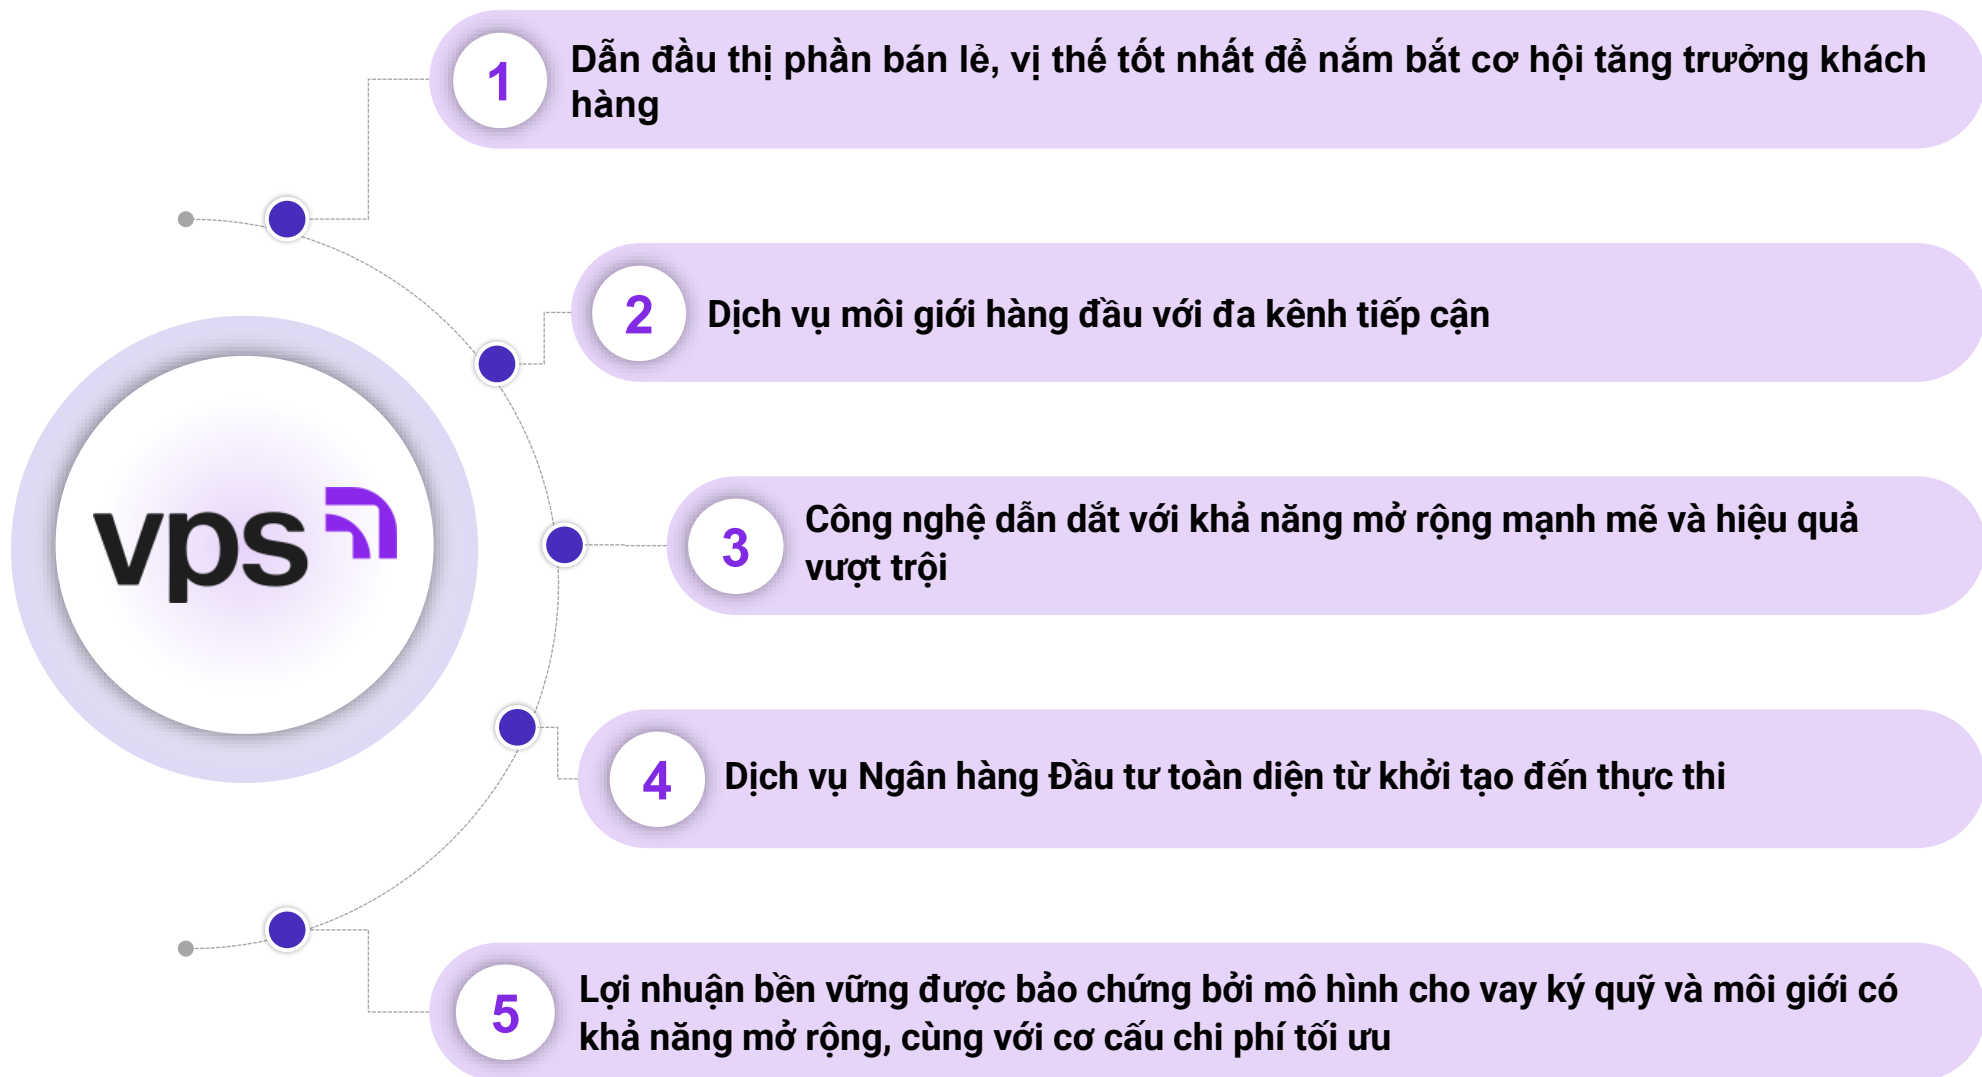 1
Dẫn đầu thị phần bán lẻ, vị thế tốt nhất để nắm bắt cơ hội tăng trưởng khách
hàng
2
Dịch vụ môi giới hàng đầu với đa kênh tiếp cận
vps
3
Công nghệ dẫn dắt với khả năng mở rộng mạnh mẽ và hiệu quả
vượt trội
4
Dịch vụ Ngân hàng Đầu tư toàn diện từ khởi tạo đến thực thi
5
Lợi nhuận bền vững được bảo chứng bởi mô hình cho vay ký quỹ và môi giới có
khả năng mở rộng, cùng với cơ cấu chi phí tối ưu